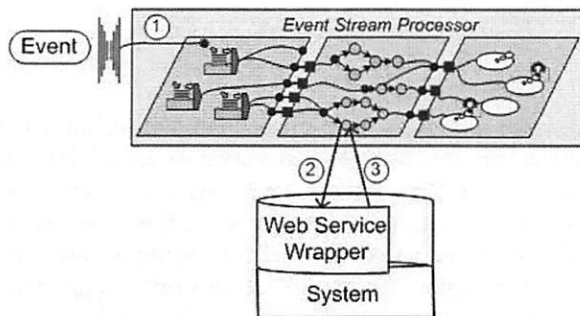 Event Stream Processor
1
Event
2
3
Web Service
Wrapper
System